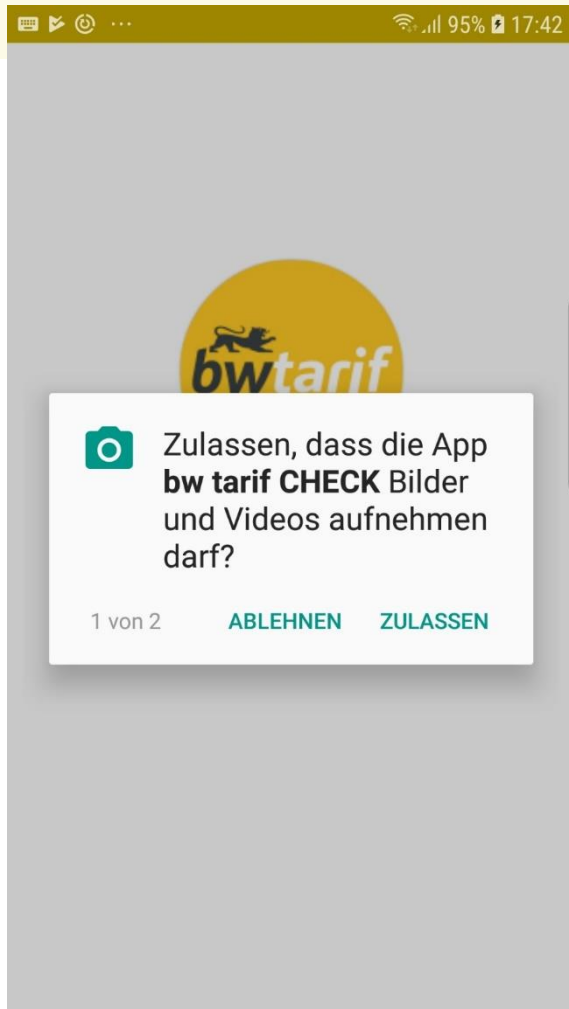 95% 17:42
bwtarif
Zulassen, dass die App
bw tarif CHECK Bilder
und Videos aufnehmen
darf?
1 von 2 ABLEHNEN ZULASSEN